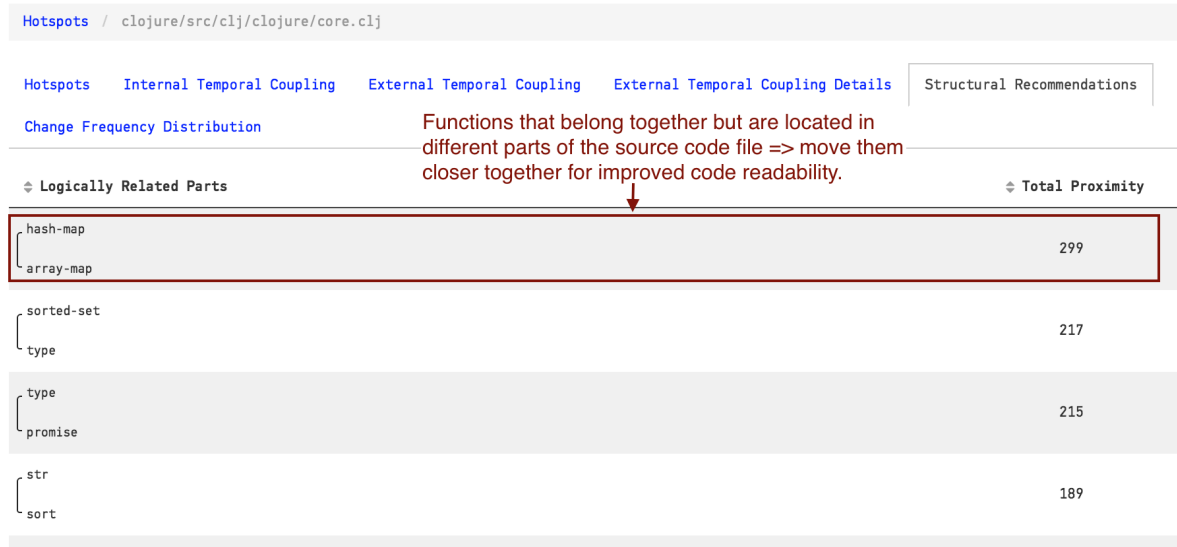 Hotspots / clojure/src/clj/clojure/core.clj
Hotspots Internal Temporal Coupling External Temporal Coupling External Temporal Coupling Details Structural Recommendations
Change Frequency Distribution
Functions that belong together but are located in
different parts of the source code file => move them
closer together for improved code readability.
Logically Related Parts Total Proximity
hash-map
299
array-map
sorted-set
217
type
type
215
promise
str
189
sort